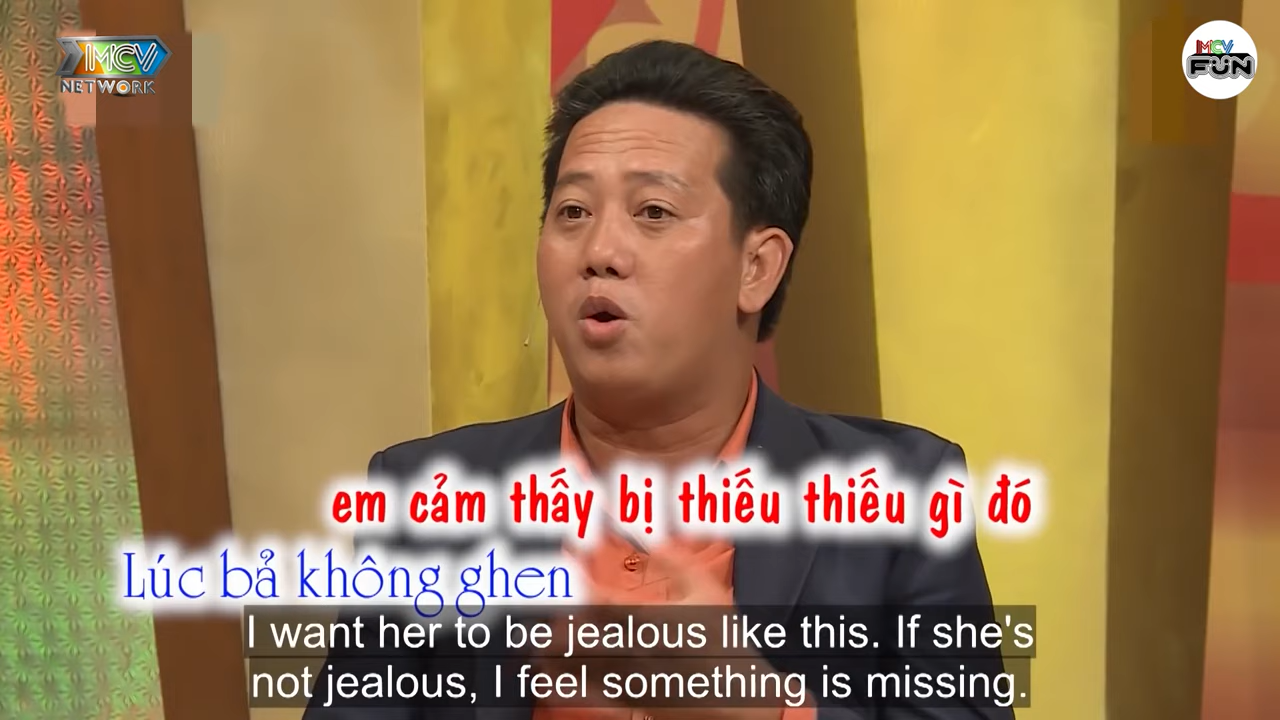 MCV
NETWORK
MCV
FUN
em cảm thấy bị thiếu thiếu gì đó
Lúc bả không ghen
I want her to be jealous like this. If she's
not jealous, I feel something is missing.